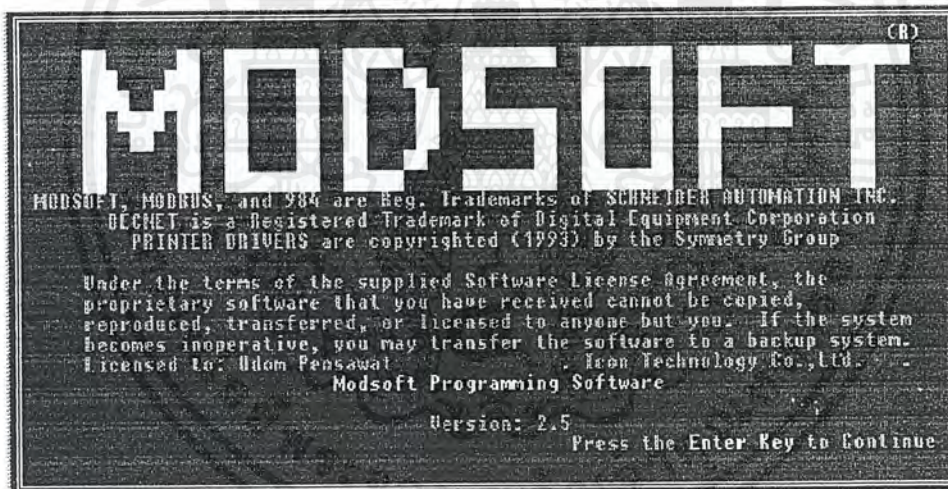 (R)
MODSOFT
MODSOFT, MODBUS, and 984 are Reg. Trademarks of SCHNEIDER AUTOMATION INC.
DECNET is a Registered Trademark of Digital Equipment Corporation
PRINTER DRIVERS are copyrighted (1993) by the Symmetry Group
Under the terms of the supplied Software License Agreement, the
proprietary software that you have received cannot be copied,
reproduced, transferred, or licensed to anyone but you. If the system
becomes inoperative, you may transfer the software to a backup system.
Licensed to: Udom Pensawat . Icon Technology Co.,Ltd. .
Modsoft Programming Software
Version: 2.5
Press the Enter Key to Continue